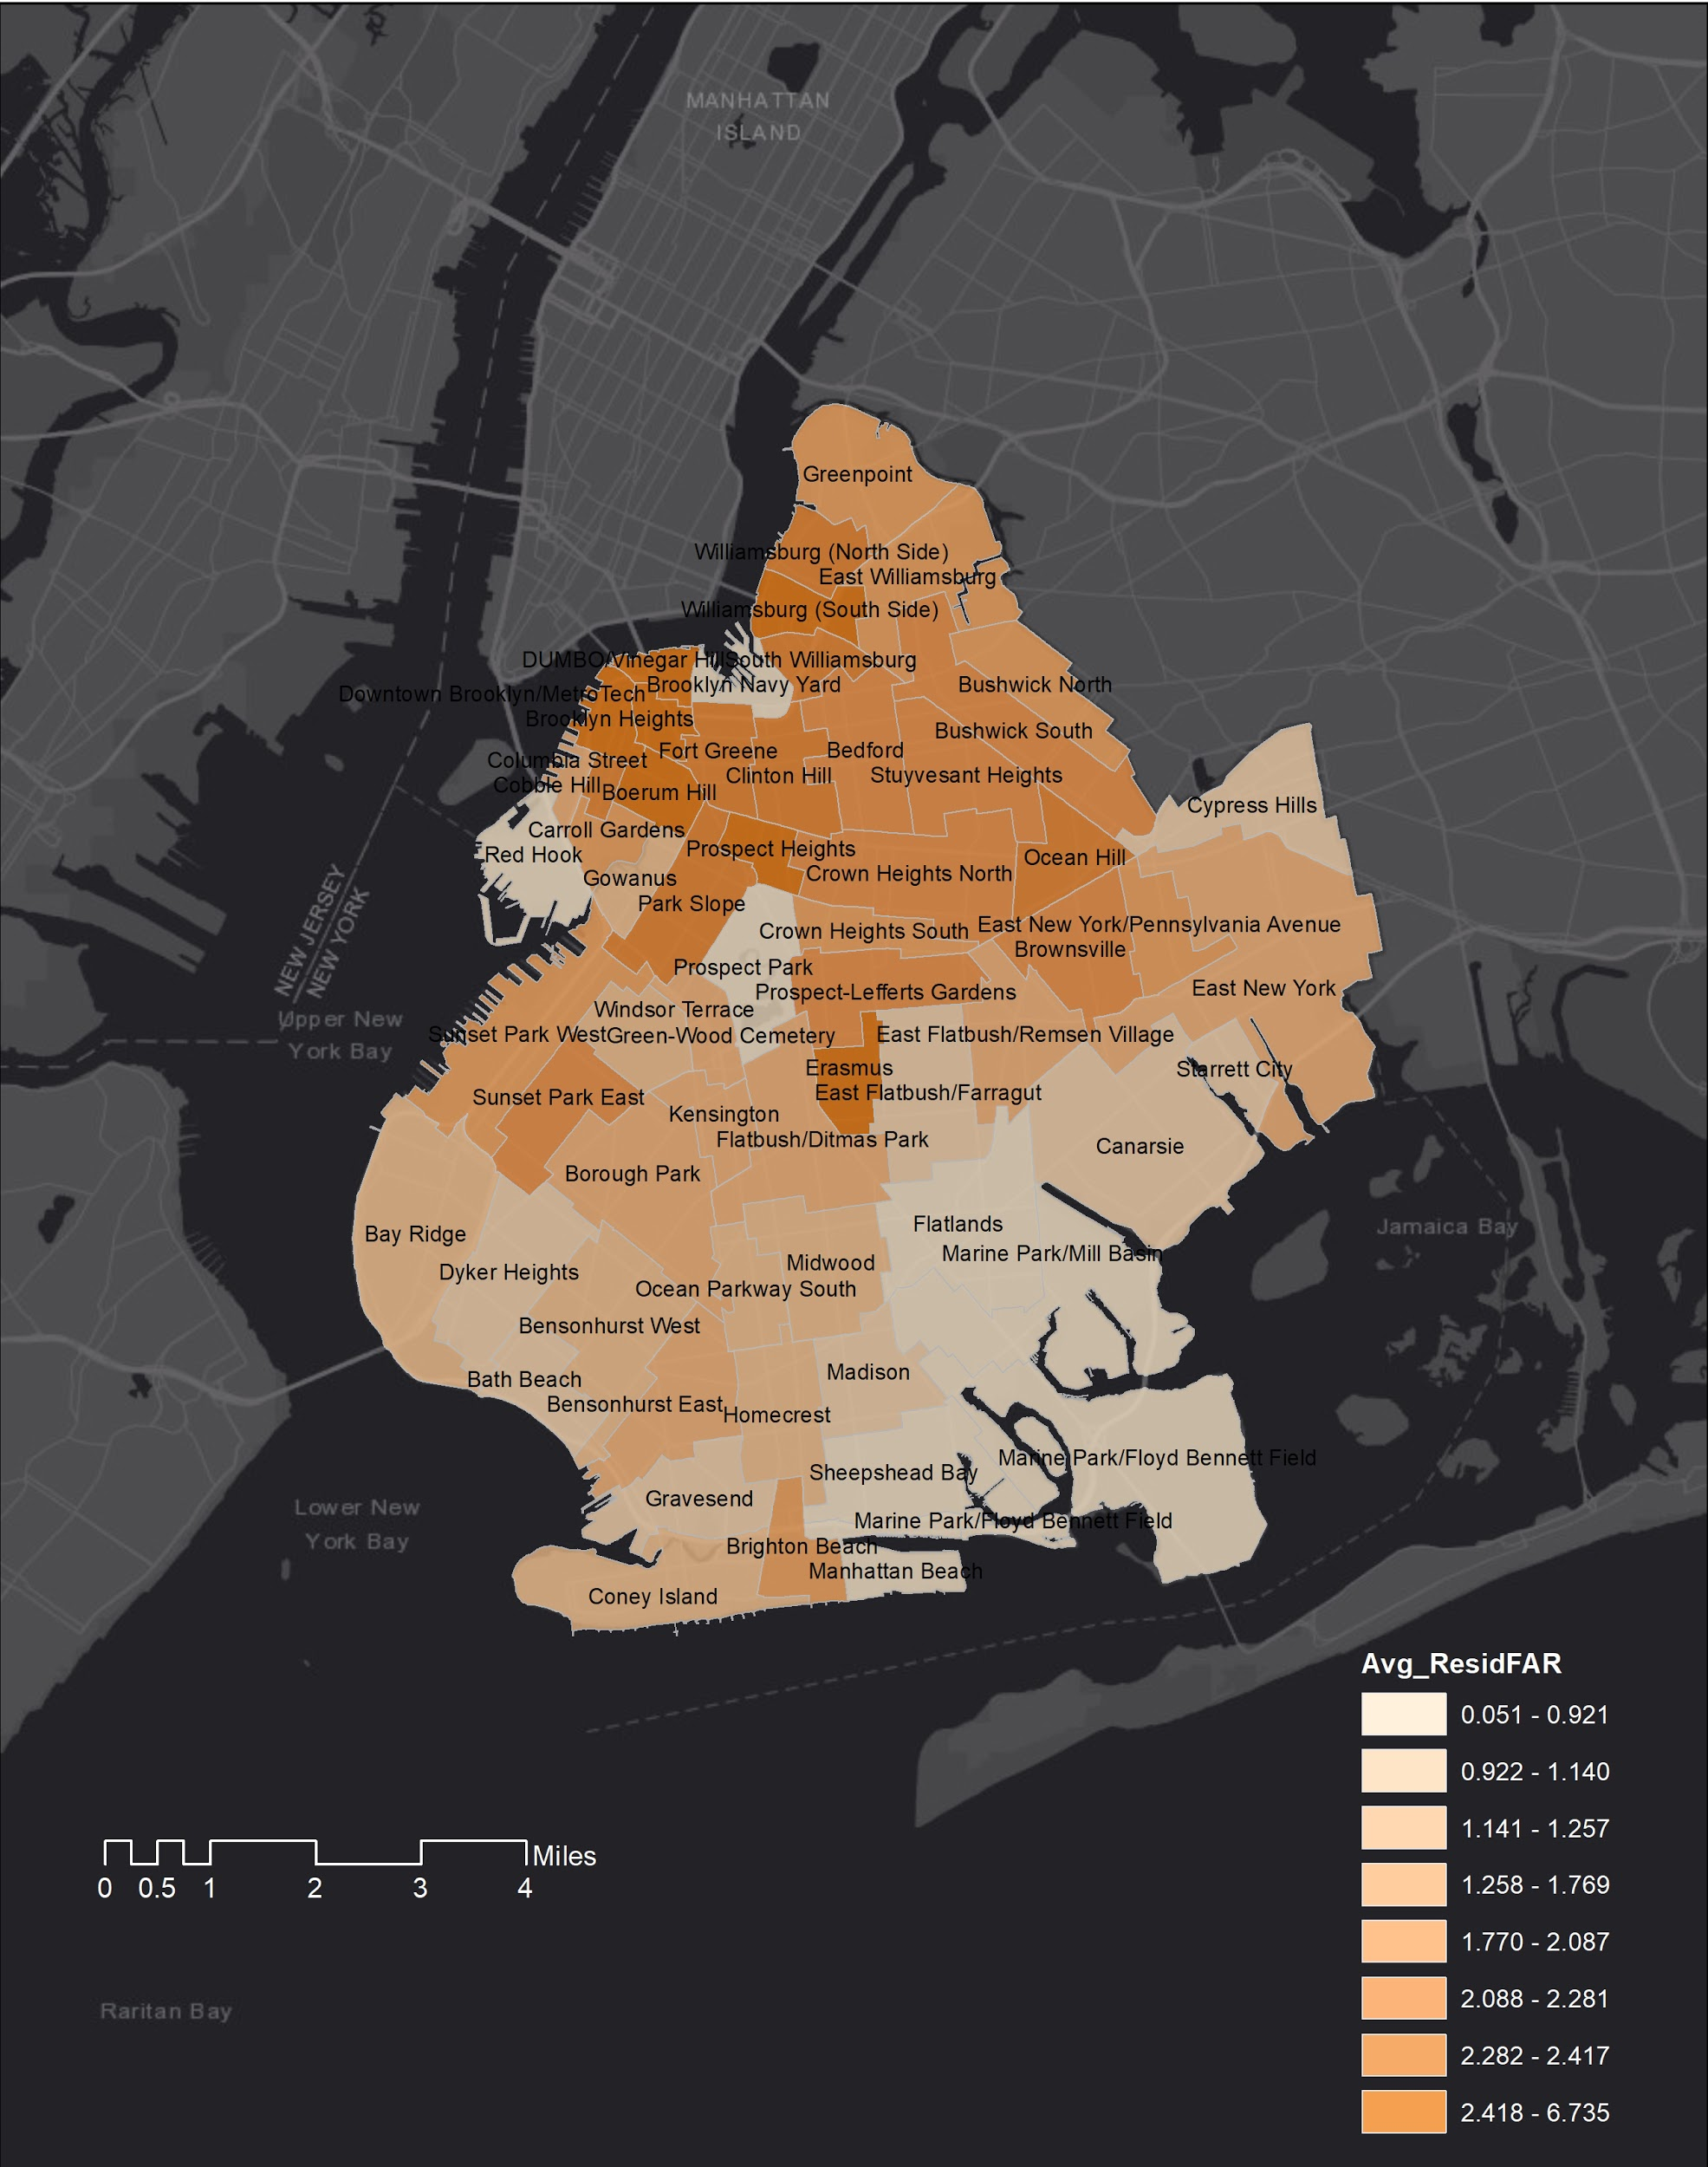 MANHATTAN
ISLAND
Greenpoint
Williamsburg (North Side)
East Williamsburg
Williamsburg (South Side)
DUMBO/Vinegar Hill
South Williamsburg
Downtown Brooklyn/MetroTech
Brooklyn Navy Yard
Bushwick North
Brooklyn Heights
Bushwick South
Columbia Street
Fort Greene
Bedford
Cobble Hill
Boerum Hill
Clinton Hill
Stuyvesant Heights
Cypress Hills
Carroll Gardens
Red Hook
Prospect Heights
Ocean Hill
Gowanus
Crown Heights North
Park Slope
Crown Heights South
East New York/Pennsylvania Avenue
Brownsville
NEW JERSEY
NEW YORK
Prospect Park
Prospect-Lefferts Gardens
East New York
Upper New
York Bay
Windsor Terrace
Sunset Park West
Green-Wood Cemetery
East Flatbush/Remsen Village
Erasmus
Starrett City
Sunset Park East
East Flatbush/Farragut
Kensington
Flatbush/Ditmas Park
Canarsie
Borough Park
Bay Ridge
Flatlands
Jamaica Bay
Marine Park/Mill Basin
Dyker Heights
Midwood
Ocean Parkway South
Bensonhurst West
Bath Beach
Madison
Bensonhurst East
Homecrest
Marine Park/Floyd Bennett Field
Sheepshead Bay
Lower New
York Bay
Gravesend
Marine Park/Floyd Bennett Field
Brighton Beach
Manhattan Beach
Coney Island
Avg_ResidFAR
0.051 - 0.921
0.922 - 1.140
1.141 - 1.257
1.258 - 1.769
1.770 - 2.087
2.088 - 2.281
2.282 - 2.417
2.418 - 6.735
Miles
0 0.5 1 2 3 4
Raritan Bay